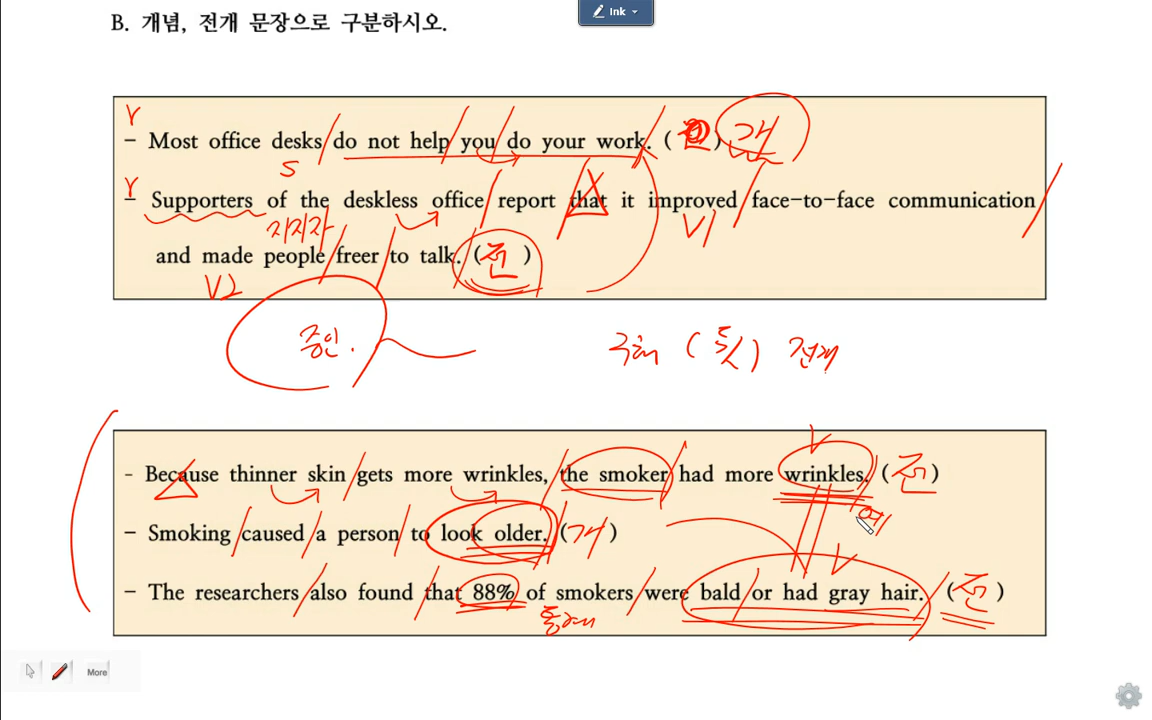 Ink
B. 개념, 전개 문장으로 구분하시오.
- Most office desks do not help you do your work. ( ) 개
S
- Supporters of the deskless office report that it improved face-to-face communication
지지자 V1
and made people freer to talk. (전)
V2
증인.
구체 ( ) 전개
- Because thinner skin gets more wrinkles, the smoker had more wrinkles. (전)
예
- Smoking caused a person to look older. (개)
- The researchers also found that 88% of smokers were bald or had gray hair. (전)
통계
More